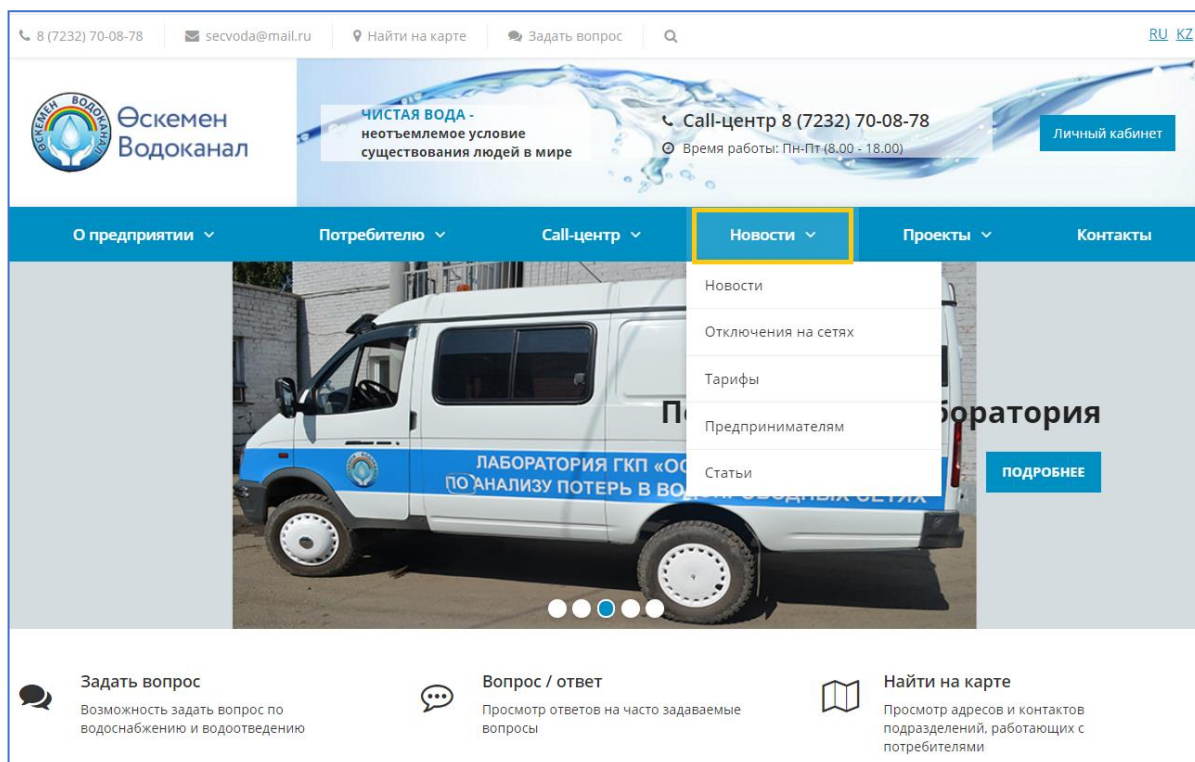 8 (7232) 70-08-78 secvoda@mail.ru Найти на карте Задать вопрос RU KZ
ӨСКЕМЕН ВОДОКАНАЛ
Өскемен
Водоканал
ЧИСТАЯ ВОДА -
неотъемлемое условие
существования людей в мире
Call-центр 8 (7232) 70-08-78
Время работы: Пн-Пт (8.00 - 18.00)
Личный кабинет
О предприятии Потребителю Call-центр Новости Проекты Контакты
Новости
Отключения на сетях
Тарифы
Предпринимателям
Статьи
ПОДРОБНЕЕ
ЛАБОРАТОРИЯ ГКП
ПО АНАЛИЗУ ПОТЕРЬ В ВОДОПРОВОДНЫХ СЕТЯХ
Задать вопрос
Возможность задать вопрос по
водоснабжению и водоотведению
Вопрос / ответ
Просмотр ответов на часто задаваемые
вопросы
Найти на карте
Просмотр адресов и контактов
подразделений, работающих с
потребителями